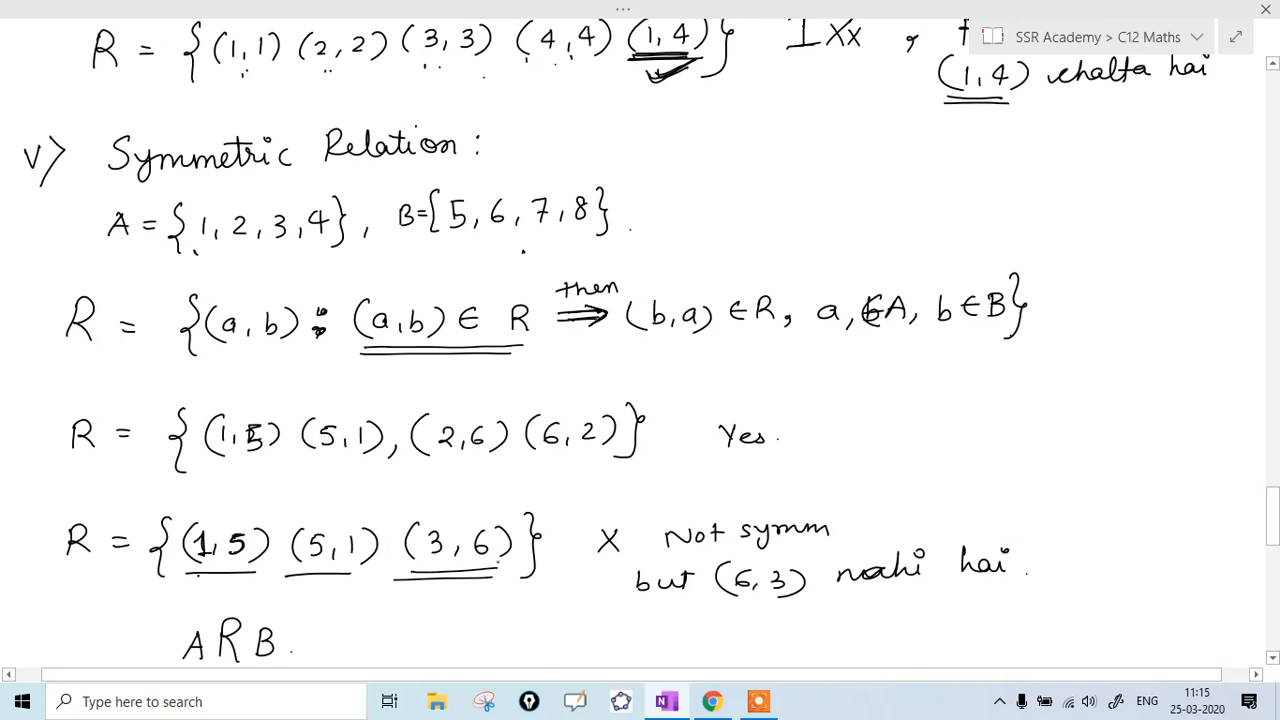 SSR Academy > C12 Maths
R = {(1,1) (2,2) (3,3) (4,4) (1,4)}
(1,4) chalta hai
V) Symmetric Relation :
A = {1, 2, 3, 4}, B={5, 6, 7, 8}
R = {(a, b) : (a,b) ∈ R then ⇒ (b,a) ∈ R, a, ∈ A, b ∈ B}
R = {(1,5) (5,1), (2,6) (6,2)} Yes.
R = {(1,5) (5,1) (3,6)} X Not symm
but (6,3) nahi hai.
A R B.
Type here to search
11:15
25-03-2020